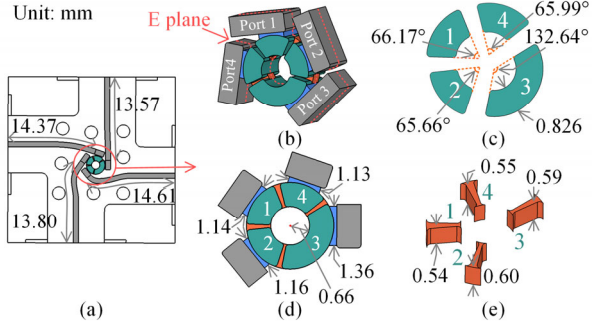 Unit: mm
E plane
Port 1
Port 2
Port 3
Port4
(b)
65.99°
66.17°
132.64°
1
4
2
3
65.66°
0.826
(c)
13.57
14.37
14.61
13.80
(a)
1.13
1.14
1
4
2
3
1.36
1.16
0.66
(d)
0.55
0.59
4
1
3
2
0.54
0.60
(e)